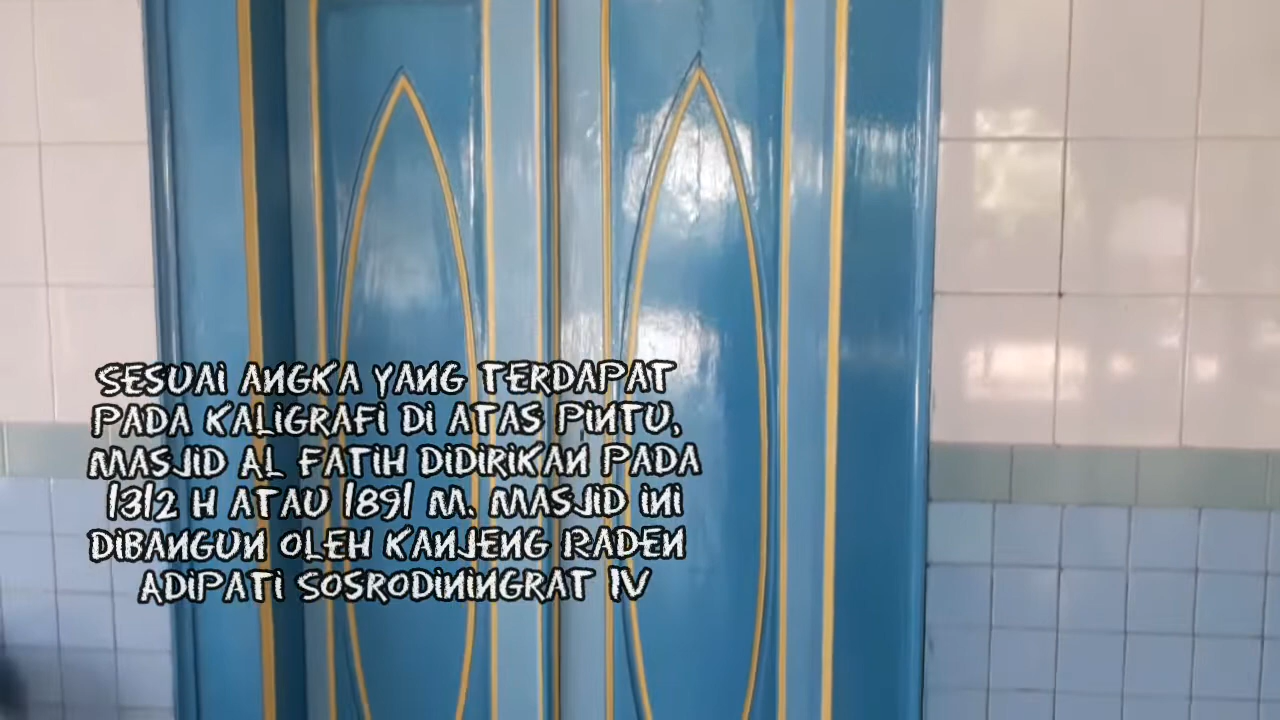 SESUAI ANGKA YANG TERDAPAT
PADA KALIGRAFI DI ATAS PINTU,
MASJID AL FATIH DIDIRIKAN PADA
1312 H ATAU 1891 M. MASJID INI
DIBANGUN OLEH KANJENG RADEN
ADIPATI SOSRODININGRAT IV